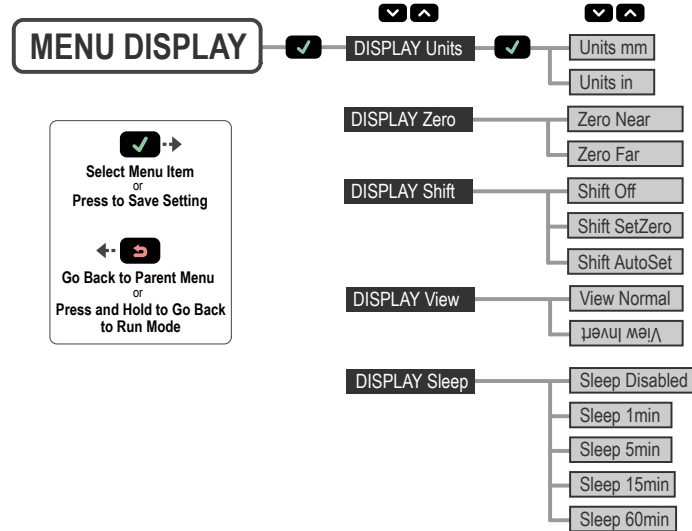 MENU DISPLAY
DISPLAY Units
Units mm
Units in
DISPLAY Zero
Zero Near
Zero Far
DISPLAY Shift
Shift Off
Shift SetZero
Shift AutoSet
DISPLAY View
View Normal
View Invert
DISPLAY Sleep
Sleep Disabled
Sleep 1min
Sleep 5min
Sleep 15min
Sleep 60min
Select Menu Item
or
Press to Save Setting
Go Back to Parent Menu
or
Press and Hold to Go Back
to Run Mode